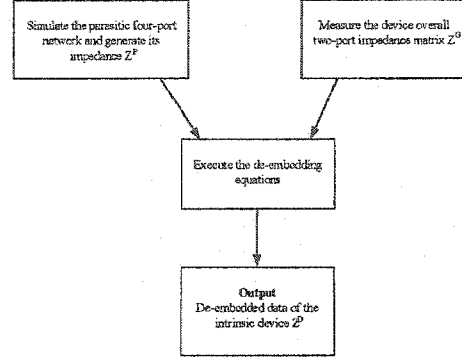 Simulate the parasitic four-port
network and generate its
impedance Z^P
Measure the device overall
two-port impedance matrix Z^G
Execute the de-embedding
equations
Output
De-embedded data of the
intrinsic device Z^D